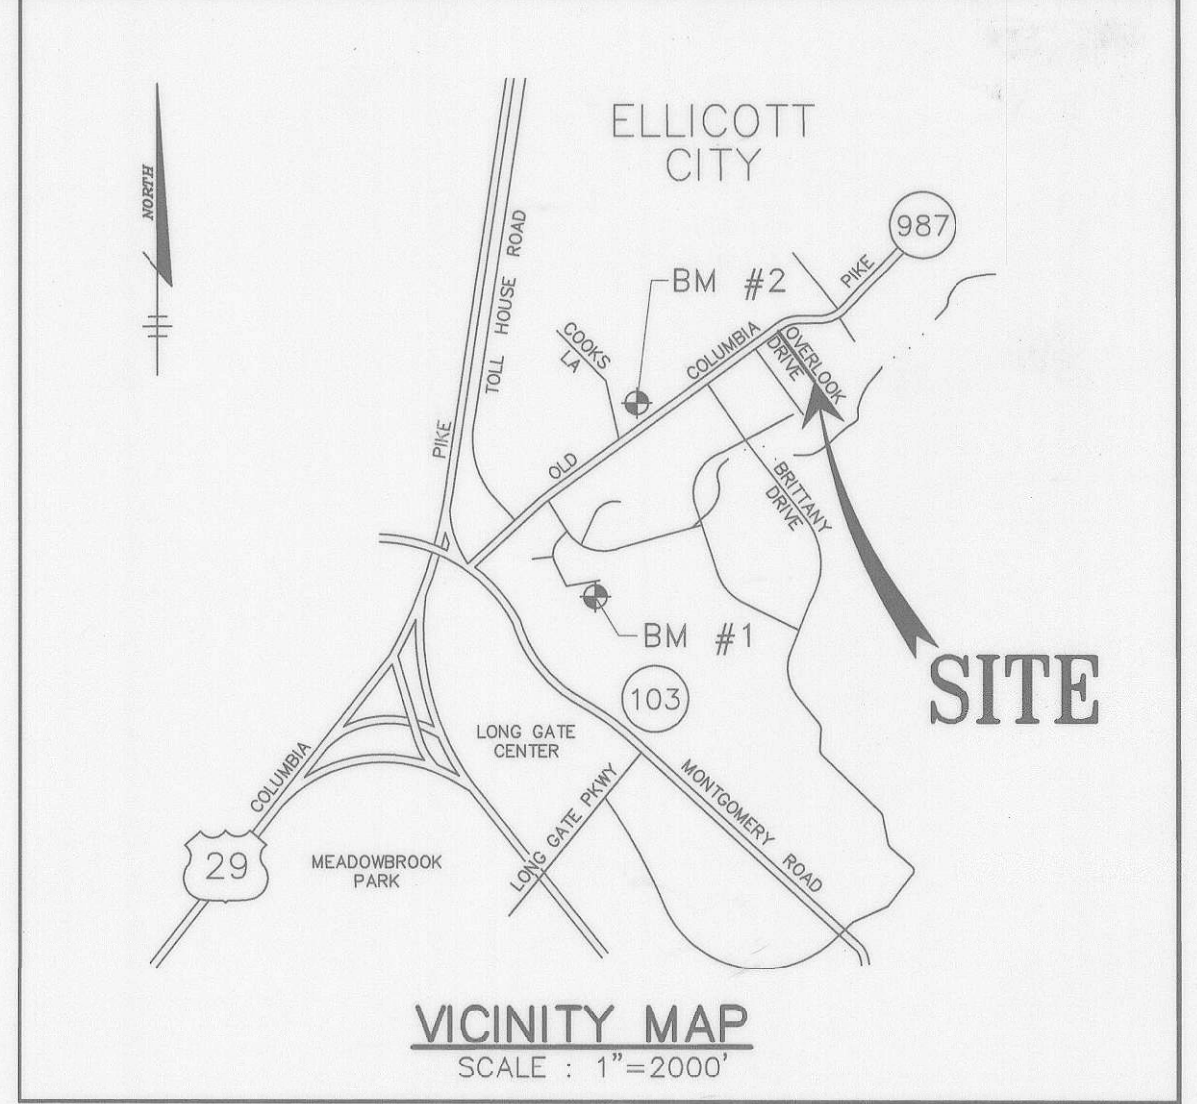 NORTH
ELLICOTT
CITY
987
PIKE
BM #2
TOLL HOUSE ROAD
COOKS
LA
COLUMBIA
OVERLOOK
DRIVE
PIKE
OLD
BRITTANY
DRIVE
BM #1
SITE
103
LONG GATE
CENTER
COLUMBIA
LONG GATE PKWY
MONTGOMERY ROAD
29
MEADOWBROOK
PARK
VICINITY MAP
SCALE : 1"=2000'